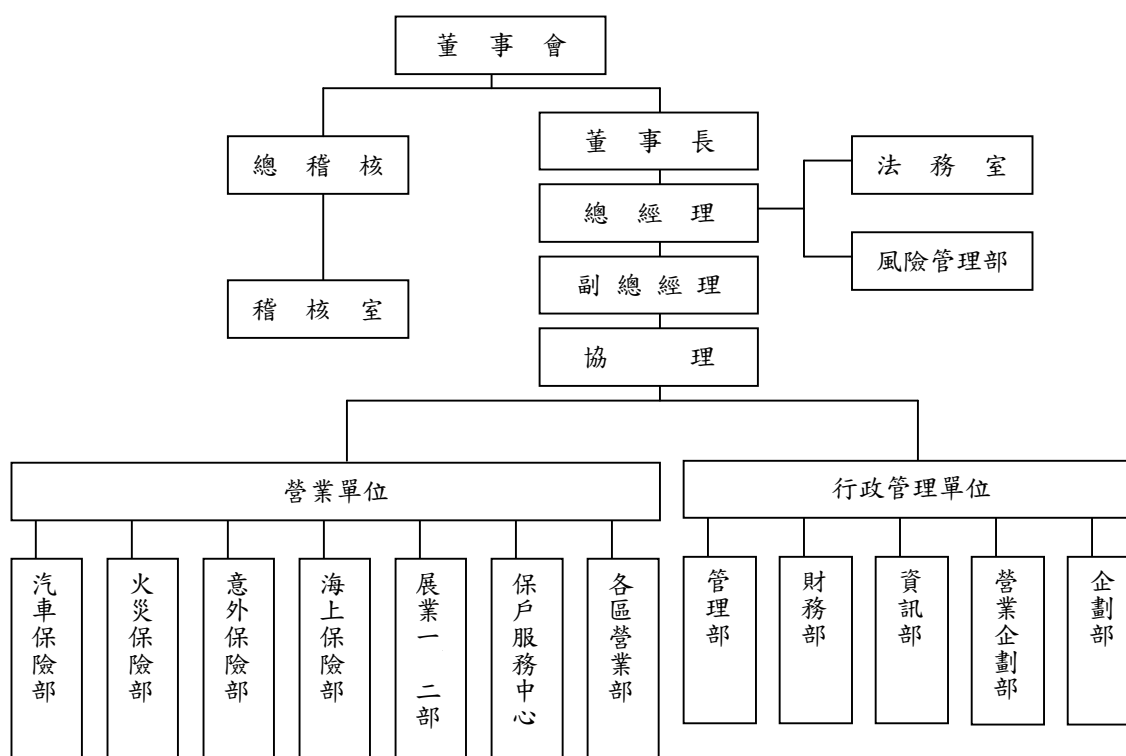 董事會
董事長
總稽核
法務室
總經理
風險管理部
副總經理
稽核室
協理
營業單位
行政管理單位
汽車保險部
火災保險部
意外保險部
海上保險部
展業一 二部
保戶服務中心
各區營業部
管理部
財務部
資訊部
營業企劃部
企劃部